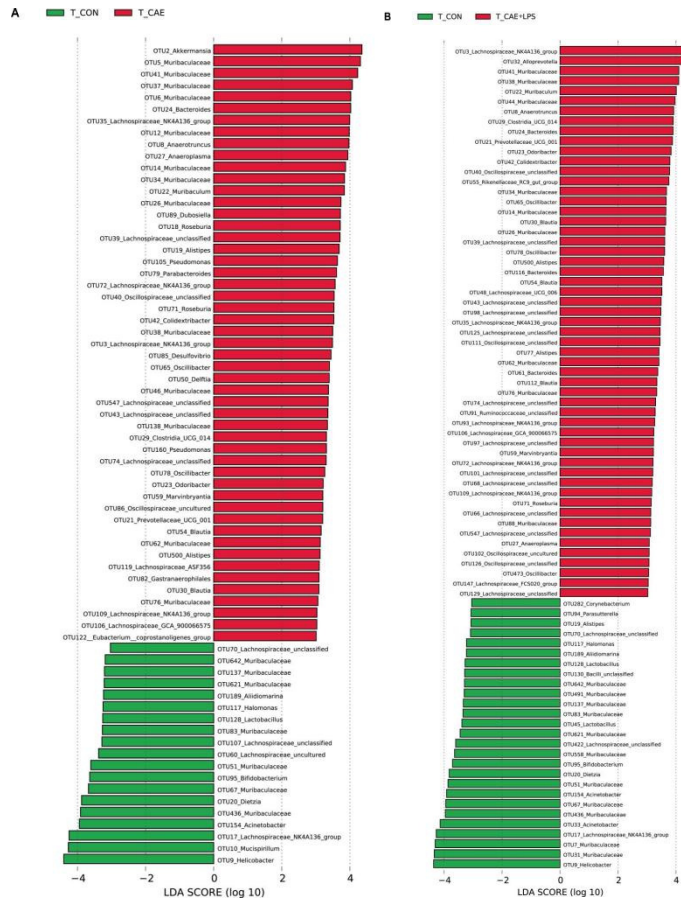 A
T_CON
T_CAE
OTU2_Akkermansia
OTU5_Muribaculaceae
OTU41_Muribaculaceae
OTU37_Muribaculaceae
OTU6_Muribaculaceae
OTU24_Bacteroides
OTU35_Lachnospiraceae_NK4A136_group
OTU12_Muribaculaceae
OTU8_Anaerotruncus
OTU27_Anaeroplasma
OTU14_Muribaculaceae
OTU34_Muribaculaceae
OTU22_Muribaculum
OTU26_Muribaculaceae
OTU89_Dubosiella
OTU18_Roseburia
OTU39_Lachnospiraceae_unclassified
OTU19_Alistipes
OTU105_Pseudomonas
OTU79_Parabacteroides
OTU72_Lachnospiraceae_NK4A136_group
OTU40_Oscillospiraceae_unclassified
OTU71_Roseburia
OTU42_Colidextribacter
OTU38_Muribaculaceae
OTU3_Lachnospiraceae_NK4A136_group
OTU85_Desulfovibrio
OTU65_Oscillibacter
OTU50_Delftia
OTU46_Muribaculaceae
OTU547_Lachnospiraceae_unclassified
OTU43_Lachnospiraceae_unclassified
OTU138_Muribaculaceae
OTU29_Clostridia_UCG_014
OTU160_Pseudomonas
OTU74_Lachnospiraceae_unclassified
OTU78_Oscillibacter
OTU23_Odoribacter
OTU59_Marvinbryantia
OTU86_Oscillospiraceae_uncultured
OTU21_Prevotellaceae_UCG_001
OTU54_Blautia
OTU62_Muribaculaceae
OTU500_Alistipes
OTU119_Lachnospiraceae_ASF356
OTU82_Gastranaerophilales
OTU30_Blautia
OTU76_Muribaculaceae
OTU109_Lachnospiraceae_NK4A136_group
OTU106_Lachnospiraceae_GCA_900066575
OTU122__Eubacterium__coprostanoligenes_group
OTU70_Lachnospiraceae_unclassified
OTU642_Muribaculaceae
OTU137_Muribaculaceae
OTU621_Muribaculaceae
OTU189_Aliidiomarina
OTU117_Halomonas
OTU128_Lactobacillus
OTU83_Muribaculaceae
OTU107_Lachnospiraceae_unclassified
OTU60_Lachnospiraceae_uncultured
OTU51_Muribaculaceae
OTU95_Bifidobacterium
OTU67_Muribaculaceae
OTU20_Dietzia
OTU436_Muribaculaceae
OTU154_Acinetobacter
OTU17_Lachnospiraceae_NK4A136_group
OTU10_Mucispirillum
OTU9_Helicobacter
−4 −2 0 2 4
LDA SCORE (log 10)
B
T_CON
T_CAE+LPS
OTU3_Lachnospiraceae_NK4A136_group
OTU32_Alloprevotella
OTU41_Muribaculaceae
OTU38_Muribaculaceae
OTU22_Muribaculum
OTU44_Muribaculaceae
OTU8_Anaerotruncus
OTU29_Clostridia_UCG_014
OTU24_Bacteroides
OTU21_Prevotellaceae_UCG_001
OTU23_Odoribacter
OTU42_Colidextribacter
OTU40_Oscillospiraceae_unclassified
OTU55_Rikenellaceae_RC9_gut_group
OTU34_Muribaculaceae
OTU65_Oscillibacter
OTU14_Muribaculaceae
OTU30_Blautia
OTU26_Muribaculaceae
OTU39_Lachnospiraceae_unclassified
OTU78_Oscillibacter
OTU500_Alistipes
OTU116_Bacteroides
OTU54_Blautia
OTU48_Lachnospiraceae_UCG_006
OTU43_Lachnospiraceae_unclassified
OTU98_Lachnospiraceae_unclassified
OTU35_Lachnospiraceae_NK4A136_group
OTU125_Lachnospiraceae_unclassified
OTU111_Oscillospiraceae_unclassified
OTU77_Alistipes
OTU62_Muribaculaceae
OTU61_Bacteroides
OTU112_Blautia
OTU76_Muribaculaceae
OTU74_Lachnospiraceae_unclassified
OTU91_Ruminococcaceae_unclassified
OTU93_Lachnospiraceae_NK4A136_group
OTU106_Lachnospiraceae_GCA_900066575
OTU97_Lachnospiraceae_unclassified
OTU59_Marvinbryantia
OTU72_Lachnospiraceae_NK4A136_group
OTU101_Lachnospiraceae_unclassified
OTU68_Lachnospiraceae_unclassified
OTU109_Lachnospiraceae_NK4A136_group
OTU71_Roseburia
OTU66_Lachnospiraceae_unclassified
OTU88_Muribaculaceae
OTU547_Lachnospiraceae_unclassified
OTU27_Anaeroplasma
OTU102_Oscillospiraceae_uncultured
OTU126_Oscillospiraceae_unclassified
OTU473_Oscillibacter
OTU147_Lachnospiraceae_FCS020_group
OTU129_Lachnospiraceae_unclassified
OTU282_Corynebacterium
OTU94_Parasutterella
OTU19_Alistipes
OTU70_Lachnospiraceae_unclassified
OTU117_Halomonas
OTU189_Aliidiomarina
OTU128_Lactobacillus
OTU130_Bacilli_unclassified
OTU642_Muribaculaceae
OTU491_Muribaculaceae
OTU137_Muribaculaceae
OTU83_Muribaculaceae
OTU45_Lactobacillus
OTU621_Muribaculaceae
OTU422_Lachnospiraceae_unclassified
OTU558_Muribaculaceae
OTU95_Bifidobacterium
OTU20_Dietzia
OTU51_Muribaculaceae
OTU154_Acinetobacter
OTU67_Muribaculaceae
OTU436_Muribaculaceae
OTU33_Acinetobacter
OTU17_Lachnospiraceae_NK4A136_group
OTU7_Muribaculaceae
OTU31_Muribaculaceae
OTU9_Helicobacter
−4 −2 0 2 4
LDA SCORE (log 10)